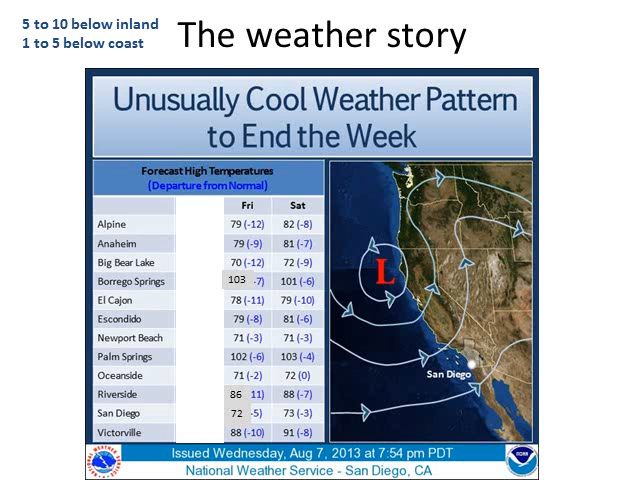 5 to 10 below inland
1 to 5 below coast
The weather story
Unusually Cool Weather Pattern
to End the Week
Forecast High Temperatures
(Departure from Normal)
Fri Sat
Alpine 79 (-12) 82 (-8)
Anaheim 79 (-9) 81 (-7)
Big Bear Lake 70 (-12) 72 (-9)
Borrego Springs 103 -7) 101 (-6)
El Cajon 78 (-11) 79 (-10)
Escondido 79 (-8) 81 (-6)
Newport Beach 71 (-3) 71 (-3)
Palm Springs 102 (-6) 103 (-4)
Oceanside 71 (-2) 72 (0)
Riverside 86 11) 88 (-7)
San Diego 72 -5) 73 (-3)
Victorville 88 (-10) 91 (-8)
L
San Diego
Issued Wednesday, Aug 7, 2013 at 7:54 pm PDT
National Weather Service - San Diego, CA